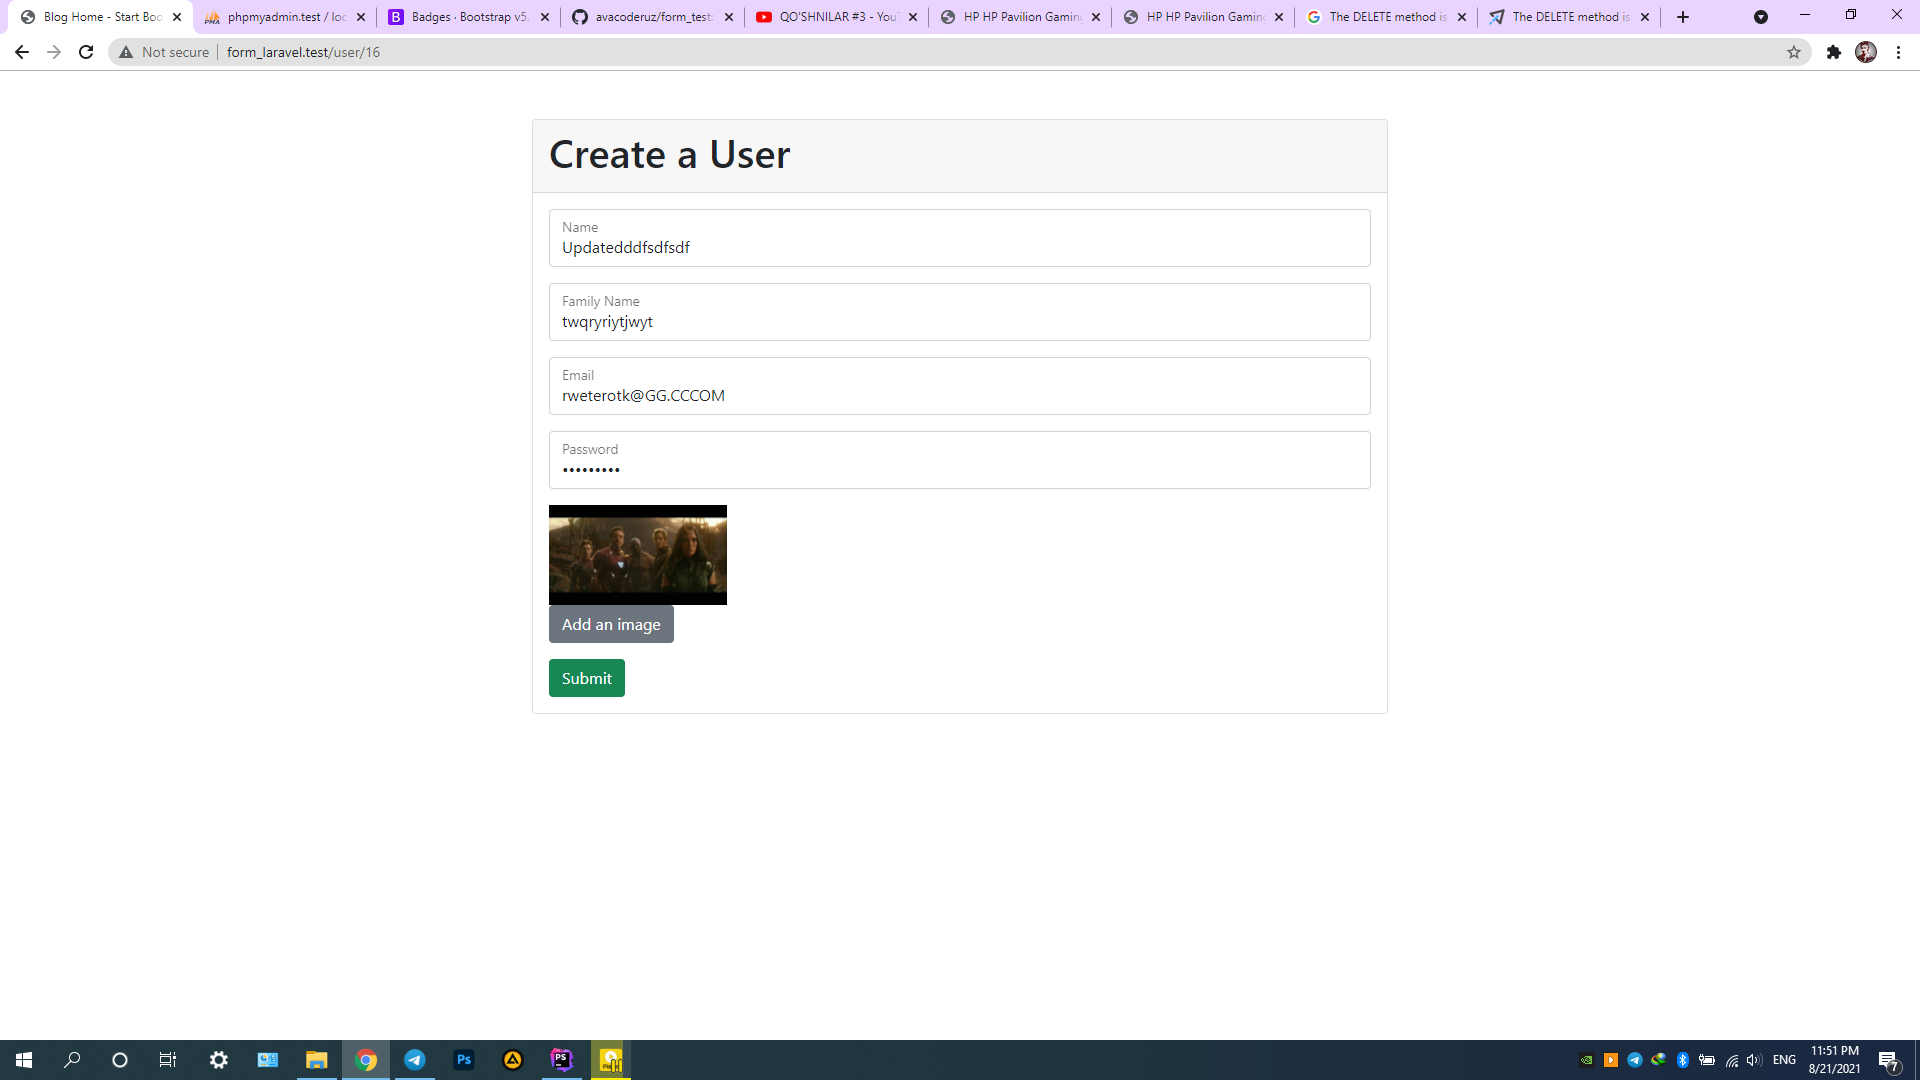 Blog Home - Start Boo
phpmyadmin.test / loc
Badges · Bootstrap v5.
avacoderuz/form_test:
QO'SHNILAR #3 - YouT
HP HP Pavilion Gaming
HP HP Pavilion Gaming
The DELETE method is
The DELETE method is
Not secure
form_laravel.test/user/16
Create a User
Name
Updatedddfsdfsdf
Family Name
twqryriytjwyt
Email
rweterotk@GG.CCCOM
Password
Add an image
Submit
ENG
11:51 PM
8/21/2021
7